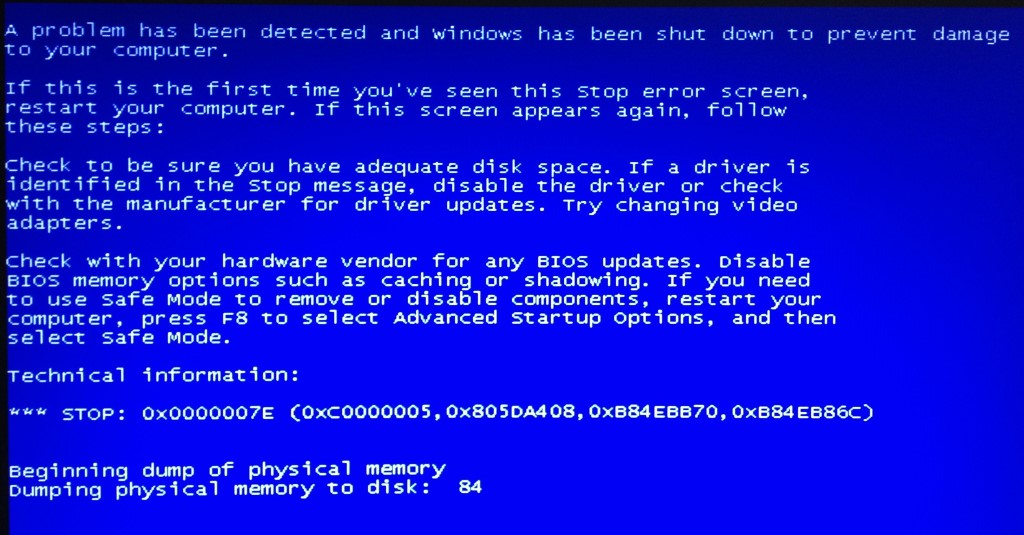 A problem has been detected and Windows has been shut down to prevent damage
to your computer.
If this is the first time you've seen this Stop error screen,
restart your computer. If this screen appears again, follow
these steps:
Check to be sure you have adequate disk space. If a driver is
identified in the Stop message, disable the driver or check
with the manufacturer for driver updates. Try changing video
adapters.
Check with your hardware vendor for any BIOS updates. Disable
BIOS memory options such as caching or shadowing. If you need
to use Safe Mode to remove or disable components, restart your
computer, press F8 to select Advanced Startup Options, and then
select Safe Mode.
Technical information:
*** STOP: 0x0000007E (0xC0000005,0x805DA408,0xB84EBB70,0xB84EB86C)
Beginning dump of physical memory
Dumping physical memory to disk: 84